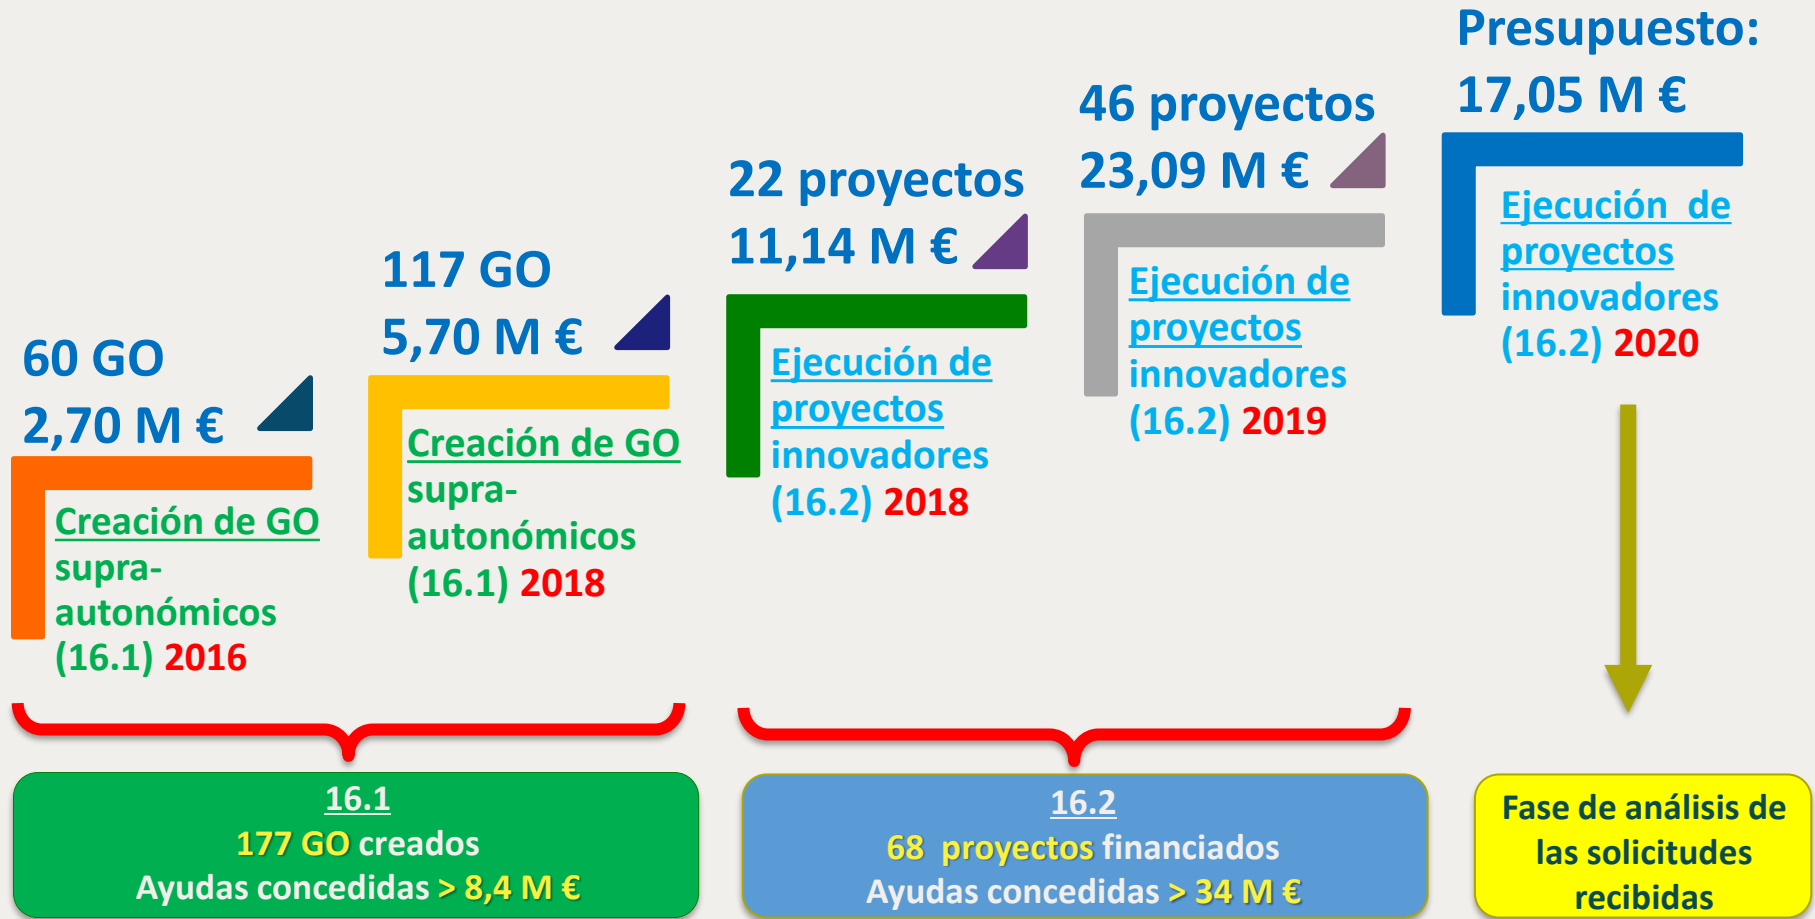 60 GO
2,70 M €
Creación de GO
supra-
autonómicos
(16.1) 2016
117 GO
5,70 M €
Creación de GO
supra-
autonómicos
(16.1) 2018
22 proyectos
11,14 M €
Ejecución de
proyectos
innovadores
(16.2) 2018
46 proyectos
23,09 M €
Ejecución de
proyectos
innovadores
(16.2) 2019
Presupuesto:
17,05 M €
Ejecución de
proyectos
innovadores
(16.2) 2020
16.1
177 GO creados
Ayudas concedidas > 8,4 M €
16.2
68 proyectos financiados
Ayudas concedidas > 34 M €
Fase de análisis de
las solicitudes
recibidas